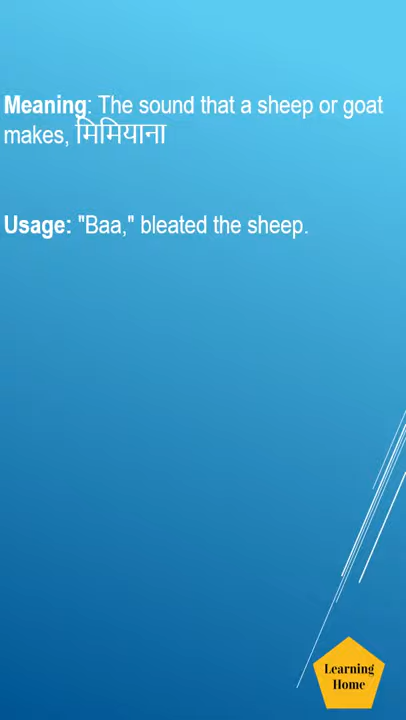 Meaning: The sound that a sheep or goat
makes, मिमियाना
Usage: "Baa," bleated the sheep.
Learning
Home